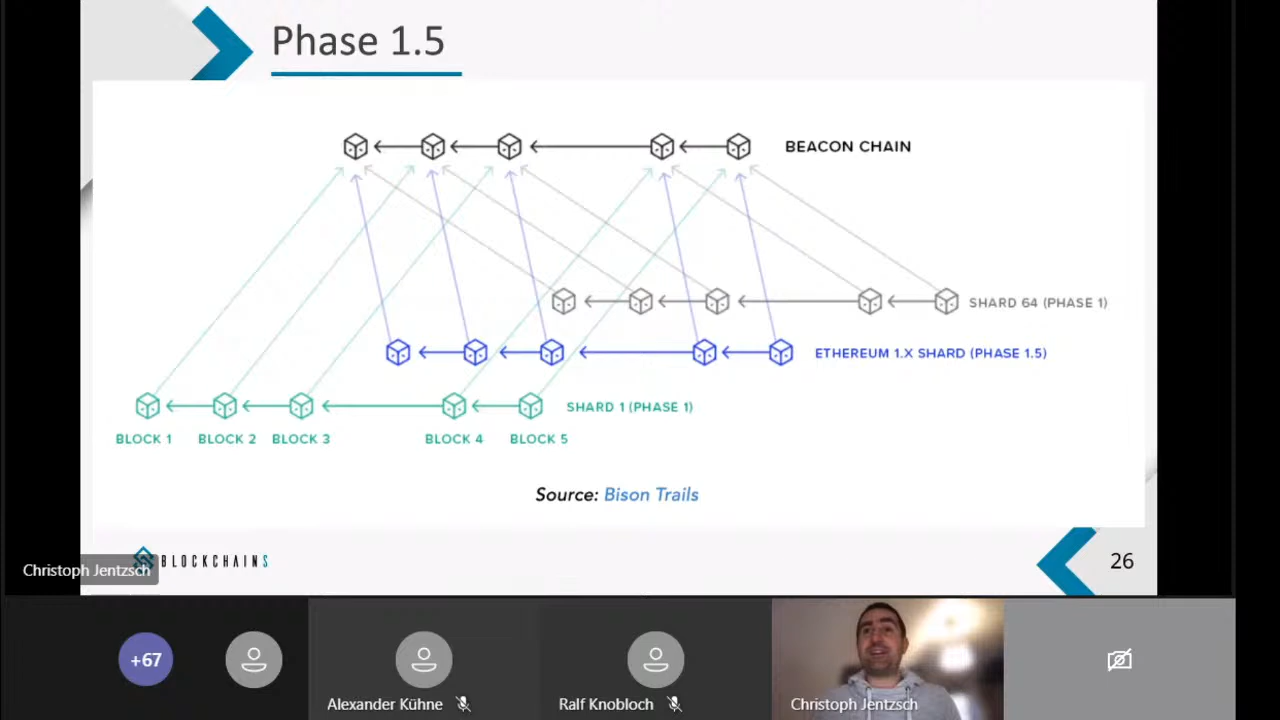 Phase 1.5
BEACON CHAIN
SHARD 64 (PHASE 1)
ETHEREUM 1.X SHARD (PHASE 1.5)
SHARD 1 (PHASE 1)
BLOCK 1 BLOCK 2 BLOCK 3 BLOCK 4 BLOCK 5
Source: Bison Trails
BLOCKCHAINS
26
Christoph Jentzsch
+67
Alexander Kühne
Ralf Knobloch
Christoph Jentzsch